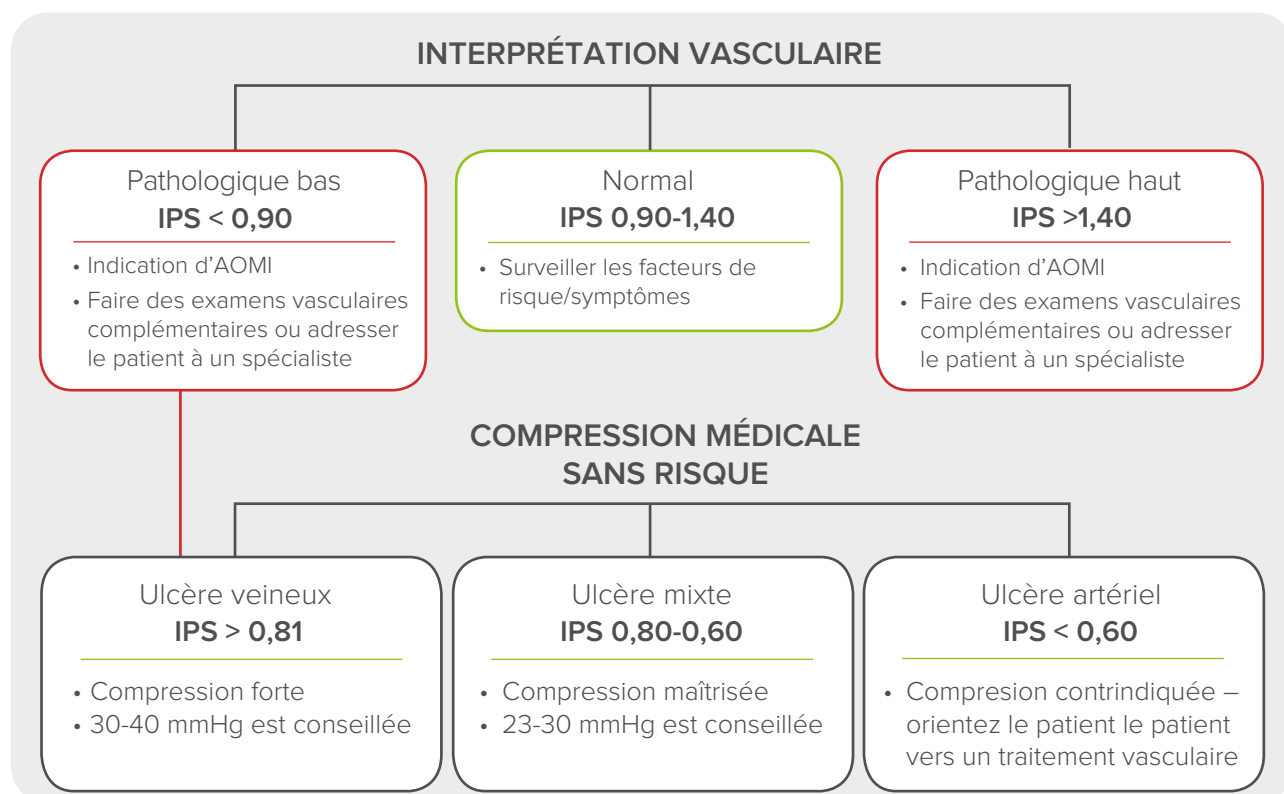 INTERPRÉTATION VASCULAIRE
Pathologique bas
IPS < 0,90
• Indication d'AOMI
• Faire des examens vasculaires
complémentaires ou adresser
le patient à un spécialiste
Normal
IPS 0,90-1,40
• Surveiller les facteurs de
risque/symptômes
Pathologique haut
IPS >1,40
• Indication d'AOMI
• Faire des examens vasculaires
complémentaires ou adresser
le patient à un spécialiste
COMPRESSION MÉDICALE
SANS RISQUE
Ulcère veineux
IPS > 0,81
• Compression forte
• 30-40 mmHg est conseillée
Ulcère mixte
IPS 0,80-0,60
• Compression maîtrisée
• 23-30 mmHg est conseillée
Ulcère artériel
IPS < 0,60
• Compresion contrindiquée –
orientez le patient le patient
vers un traitement vasculaire